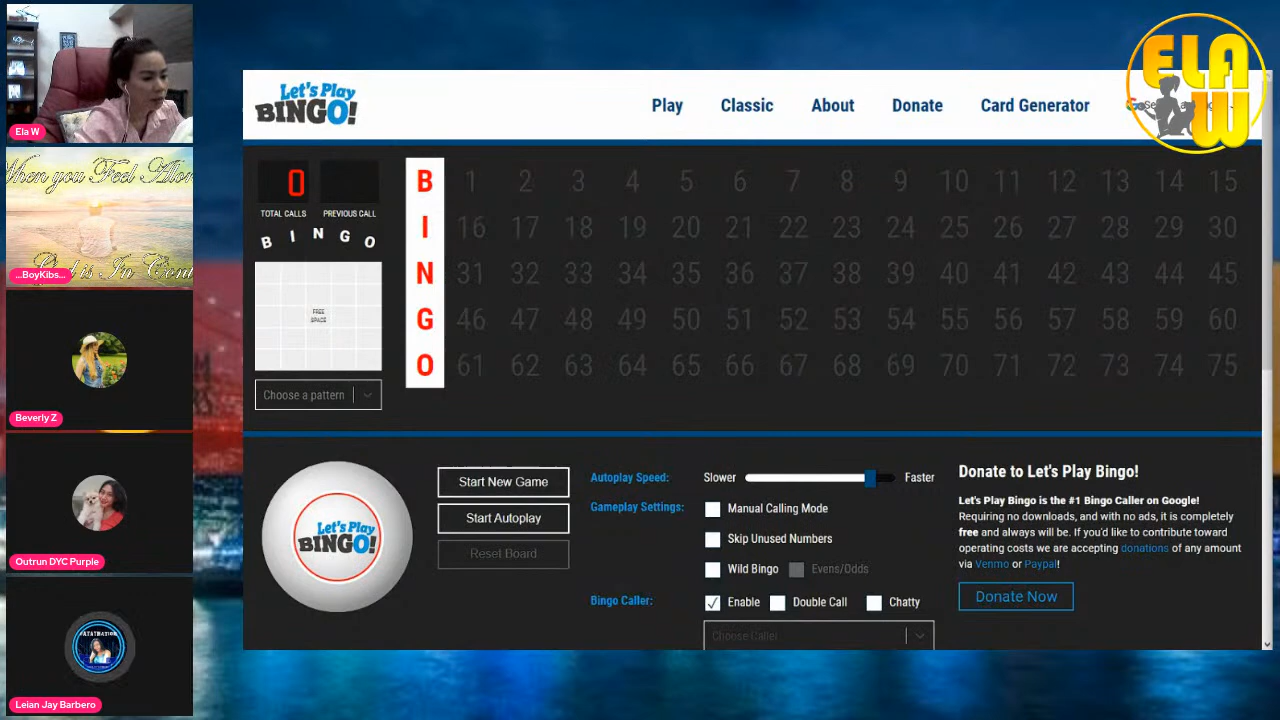 Ela W
When you Feel Alon
God is In Cont
...BoyKibs...
Beverly Z
Outrun DYC Purple
Leian Jay Barbero
ELA
W
Let's Play
BINGO!
Play
Classic
About
Donate
Card Generator
0
TOTAL CALLS
PREVIOUS CALL
B I N G O
FREE
SPACE
Choose a pattern
B 1 2 3 4 5 6 7 8 9 10 11 12 13 14 15
I 16 17 18 19 20 21 22 23 24 25 26 27 28 29 30
N 31 32 33 34 35 36 37 38 39 40 41 42 43 44 45
G 46 47 48 49 50 51 52 53 54 55 56 57 58 59 60
O 61 62 63 64 65 66 67 68 69 70 71 72 73 74 75
Let's Play
BINGO!
Start New Game
Start Autoplay
Reset Board
Autoplay Speed:
Slower
Faster
Gameplay Settings:
Manual Calling Mode
Skip Unused Numbers
Wild Bingo
Evens/Odds
Bingo Caller:
Enable
Double Call
Chatty
Choose Caller
Donate to Let's Play Bingo!
Let's Play Bingo is the #1 Bingo Caller on Google!
Requiring no downloads, and with no ads, it is completely
free and always will be. If you'd like to contribute toward
operating costs we are accepting donations of any amount
via Venmo or Paypal!
Donate Now